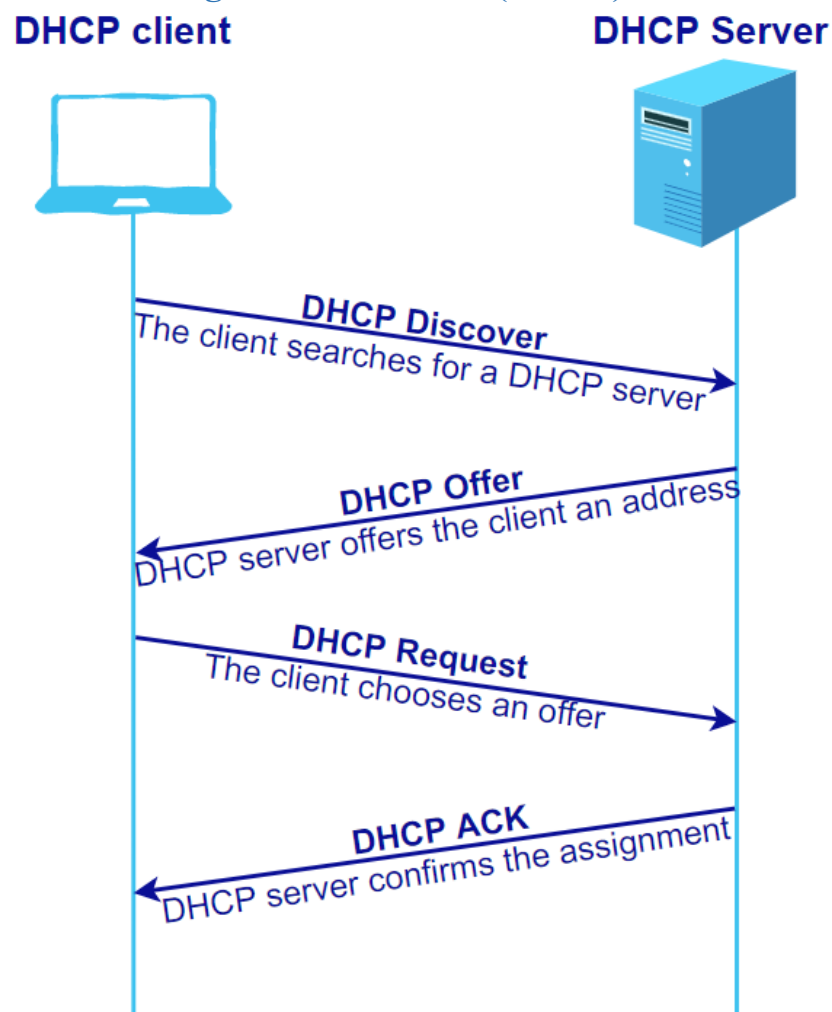 DHCP client
DHCP Server
DHCP Discover
The client searches for a DHCP server
DHCP Offer
DHCP server offers the client an address
DHCP Request
The client chooses an offer
DHCP ACK
DHCP server confirms the assignment